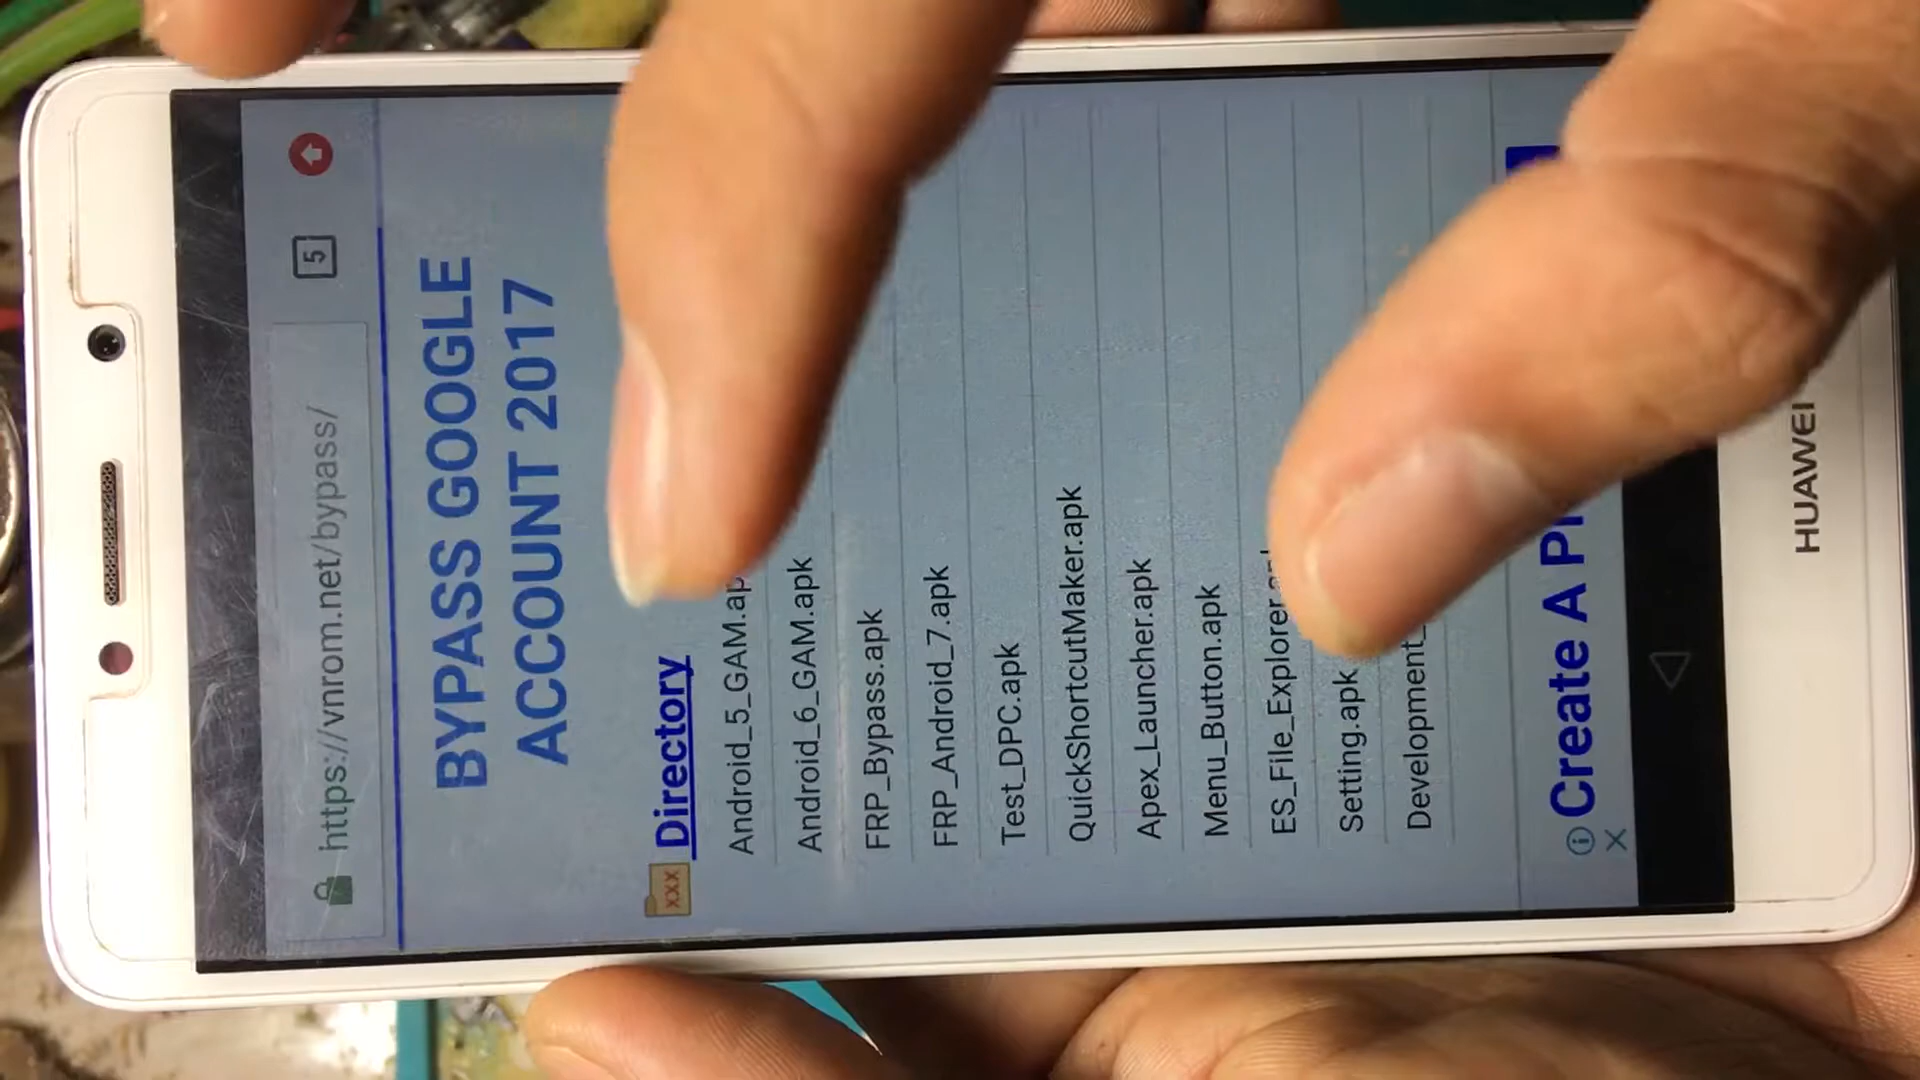 5
https://vnrom.net/bypass/
BYPASS GOOGLE
ACCOUNT 2017
XXX
Directory
Android_5_GAM.ap
Android_6_GAM.apk
FRP_Bypass.apk
FRP_Android_7.apk
Test_DPC.apk
QuickShortcutMaker.apk
Apex_Launcher.apk
Menu_Button.apk
ES_File_Explorer
Setting.apk
Development_
Create A
HUAWEI